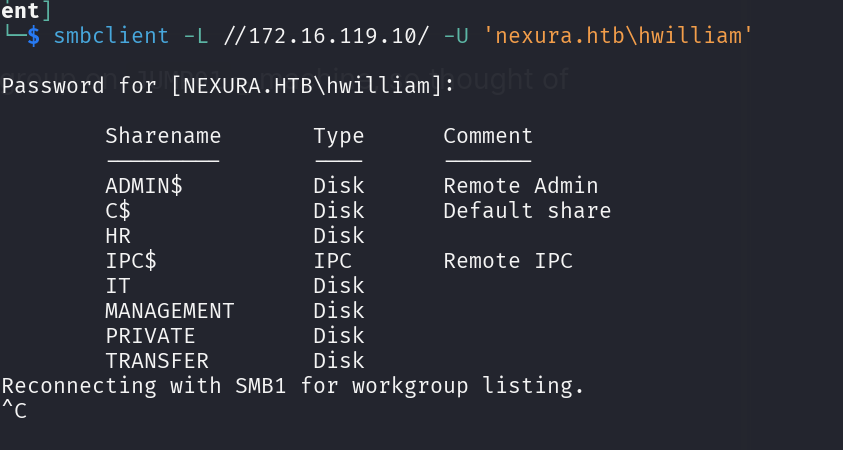 ent]
└─$ smbclient -L //172.16.119.10/ -U 'nexura.htb\hwilliam'
thought of
Password for [NEXURA.HTB\hwilliam]:
Sharename Type Comment
--------- ---- -------
ADMIN$ Disk Remote Admin
C$ Disk Default share
HR Disk
IPC$ IPC Remote IPC
IT Disk
MANAGEMENT Disk
PRIVATE Disk
TRANSFER Disk
Reconnecting with SMB1 for workgroup listing.
^C